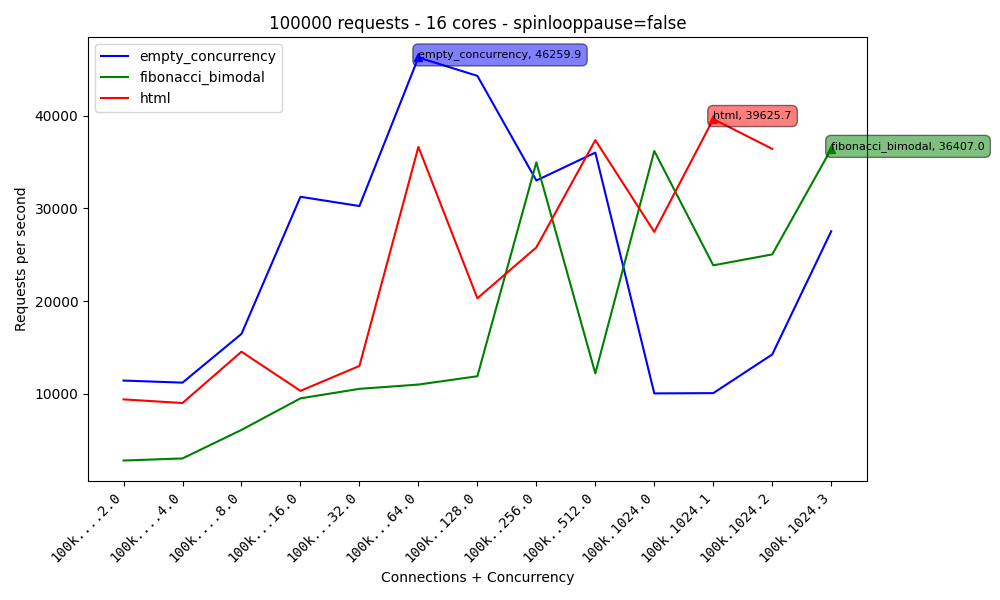 100000 requests - 16 cores - spinlooppause=false
empty_concurrency
fibonacci_bimodal
html
empty_concurrency, 46259.9
html, 39625.7
fibonacci_bimodal, 36407.0
Requests per second
40000
30000
20000
10000
100k....2.0
100k....4.0
100k....8.0
100k...16.0
100k...32.0
100k...64.0
100k..128.0
100k..256.0
100k..512.0
100k.1024.0
100k.1024.1
100k.1024.2
100k.1024.3
Connections + Concurrency